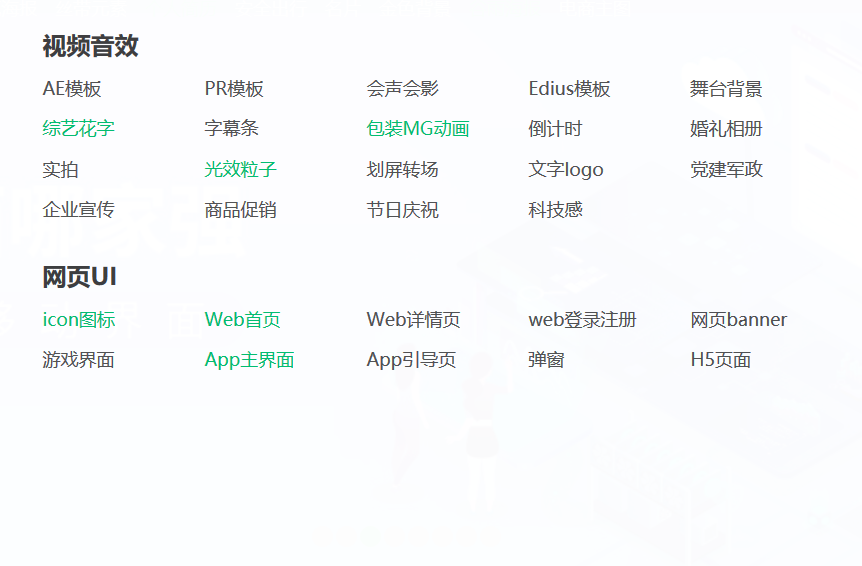 视频音效
AE模板 PR模板 会声会影 Edius模板 舞台背景
综艺花字 字幕条 包装MG动画 倒计时 婚礼相册
实拍 光效粒子 划屏转场 文字logo 党建军政
企业宣传 商品促销 节日庆祝 科技感
哪家强
网页UI
icon图标 Web首页 Web详情页 web登录注册 网页banner
游戏界面 App主界面 App引导页 弹窗 H5页面